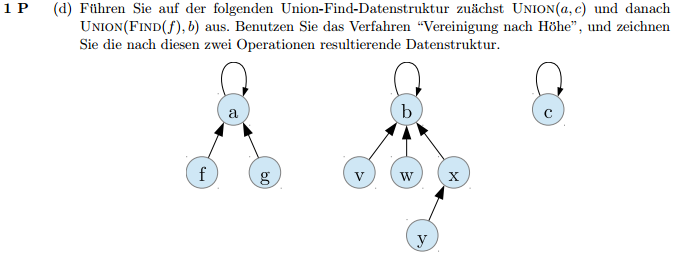 1 P (d) Führen Sie auf der folgenden Union-Find-Datenstruktur zuächst UNION(a, c) und danach
UNION(FIND(f), b) aus. Benutzen Sie das Verfahren “Vereinigung nach Höhe”, und zeichnen
Sie die nach diesen zwei Operationen resultierende Datenstruktur.
a b c
f g v w x
y